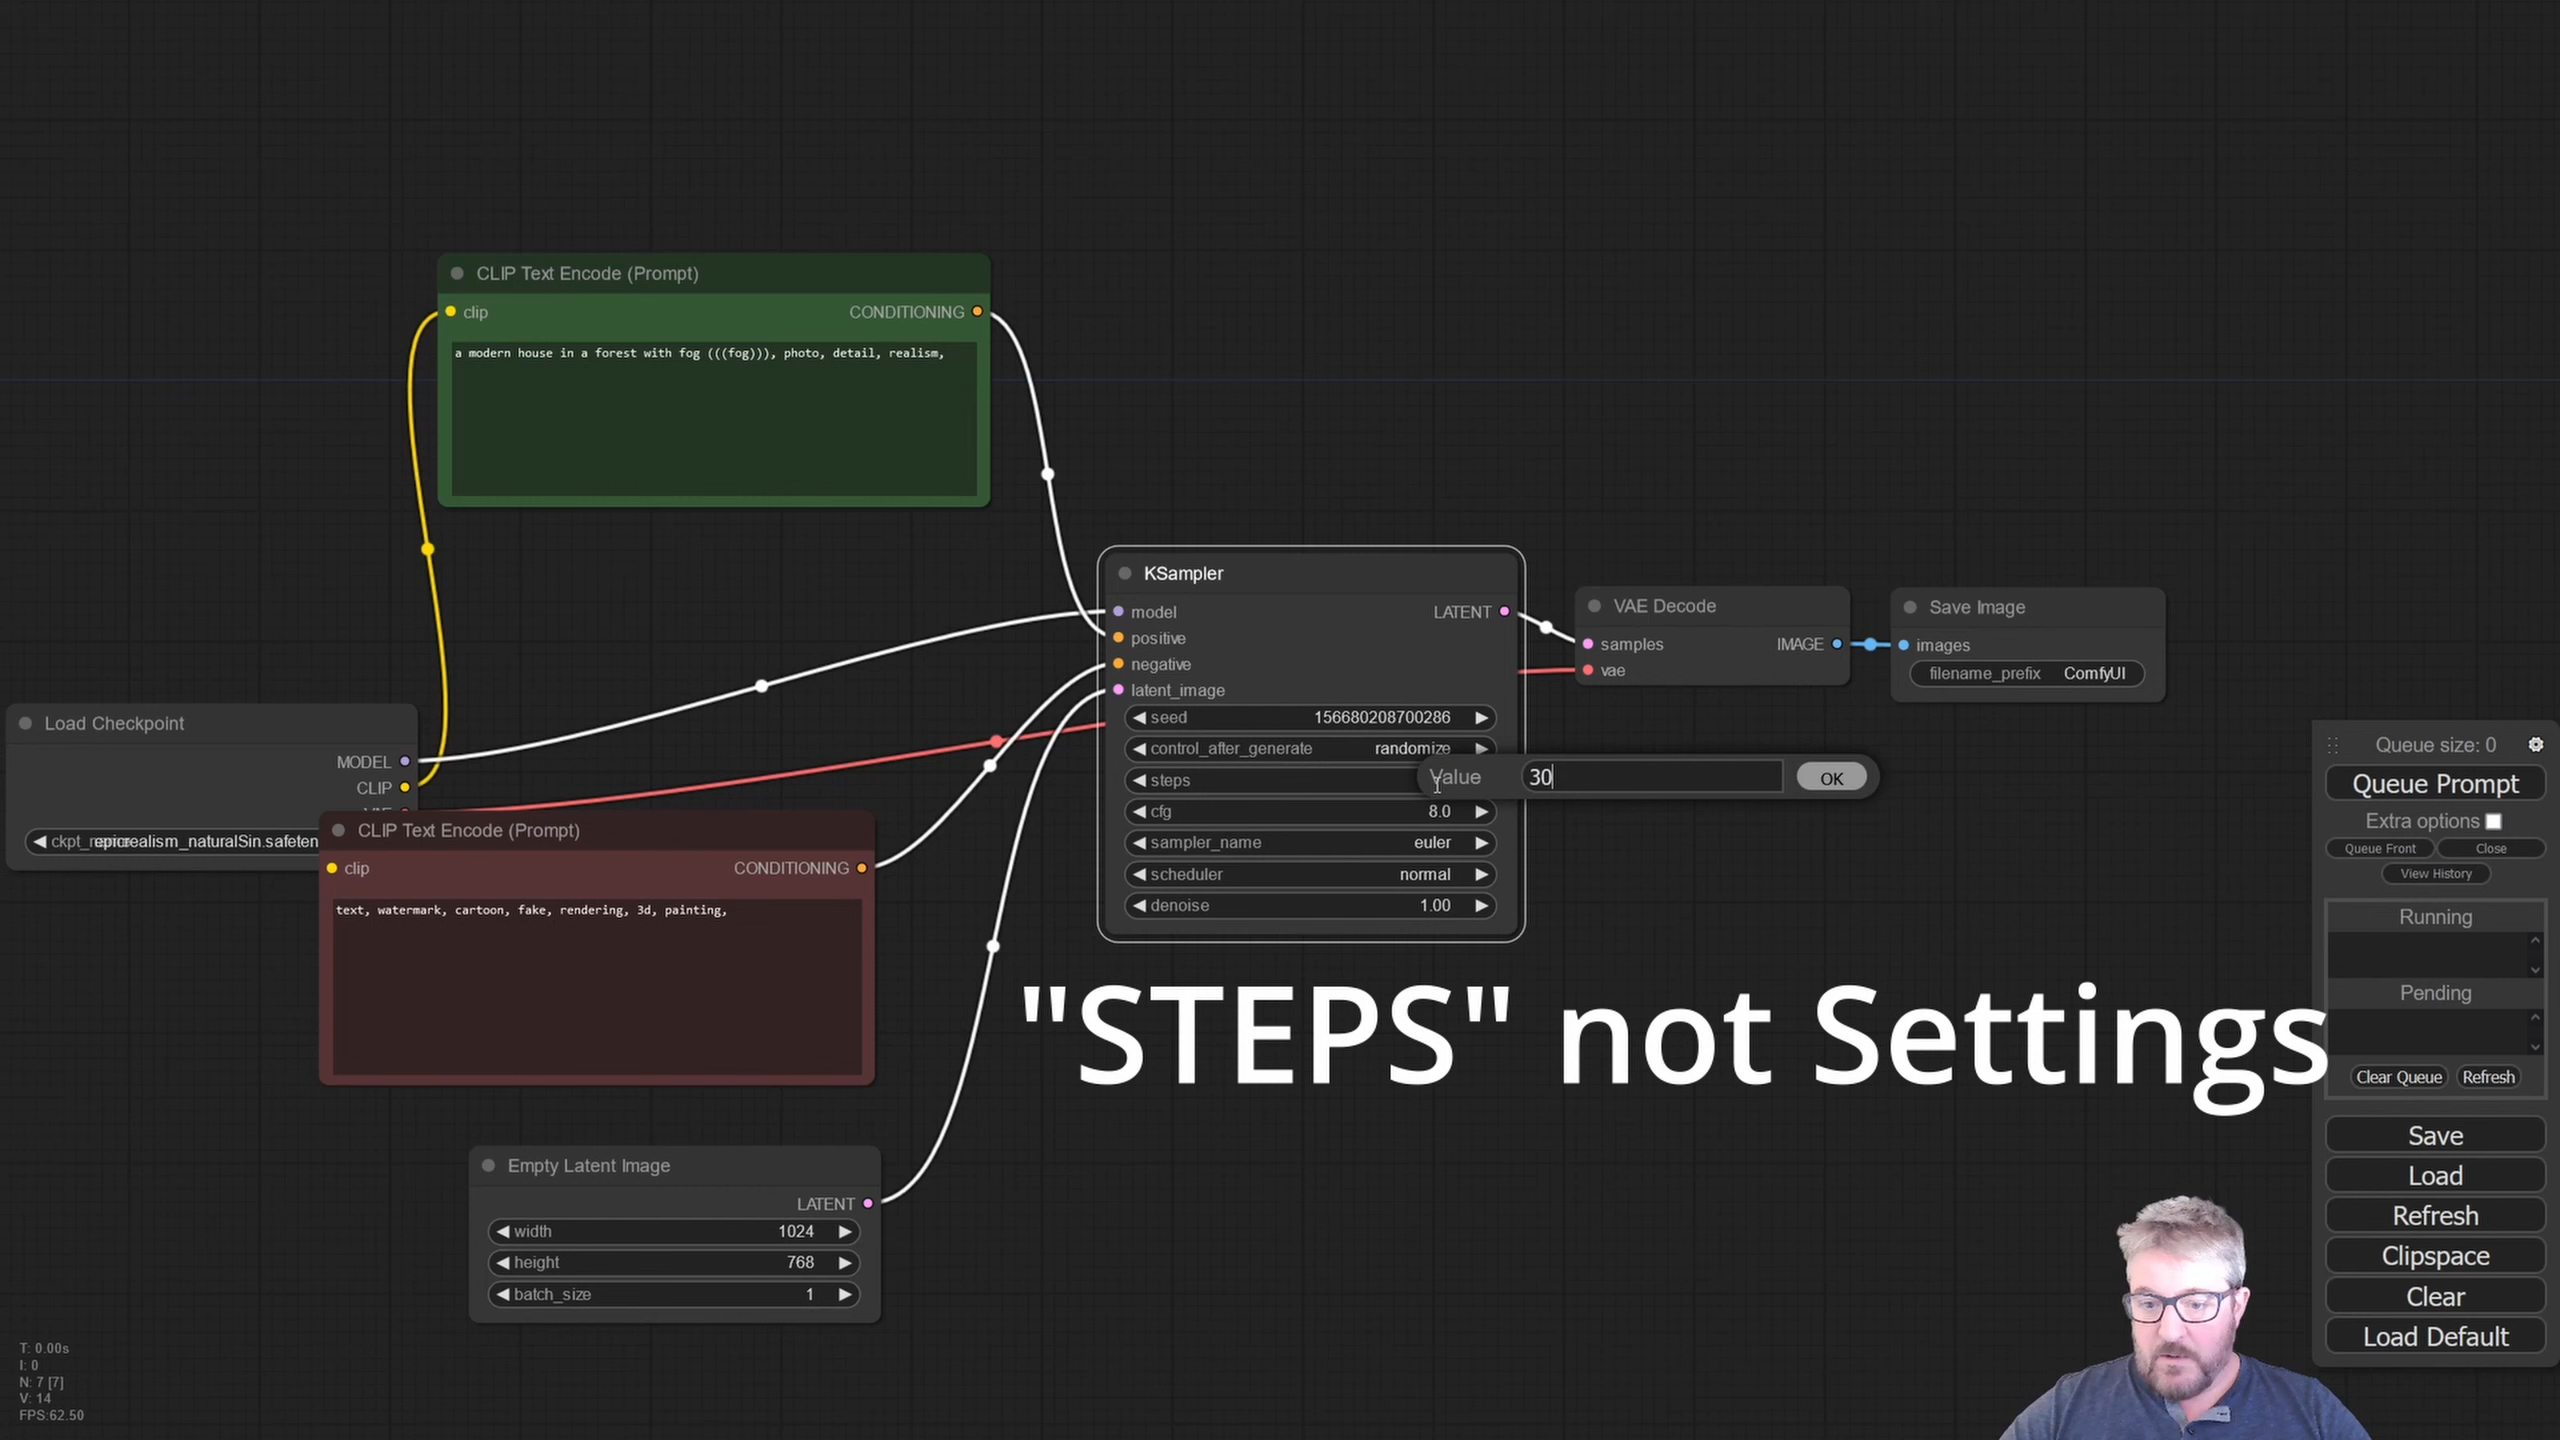 CLIP Text Encode (Prompt)
clip CONDITIONING
a modern house in a forest with fog (((fog))), photo, detail, realism,
KSampler
model LATENT
positive
negative
latent_image
seed 156680208700286
control_after_generate randomize
steps
Value 30 OK
cfg 8.0
sampler_name euler
scheduler normal
denoise 1.00
VAE Decode
samples IMAGE
vae
Save Image
images
filename_prefix ComfyUI
Load Checkpoint
MODEL
CLIP
CLIP Text Encode (Prompt)
clip CONDITIONING
text, watermark, cartoon, fake, rendering, 3d, painting,
"STEPS" not Settings
Empty Latent Image
LATENT
width 1024
height 768
batch_size 1
Queue size: 0
Queue Prompt
Extra options
Queue Front Close
View History
Running
Pending
Clear Queue Refresh
Save
Load
Refresh
Clipspace
Clear
Load Default
T: 0.00s
I: 0
N: 7 [7]
V: 14
FPS:62.50